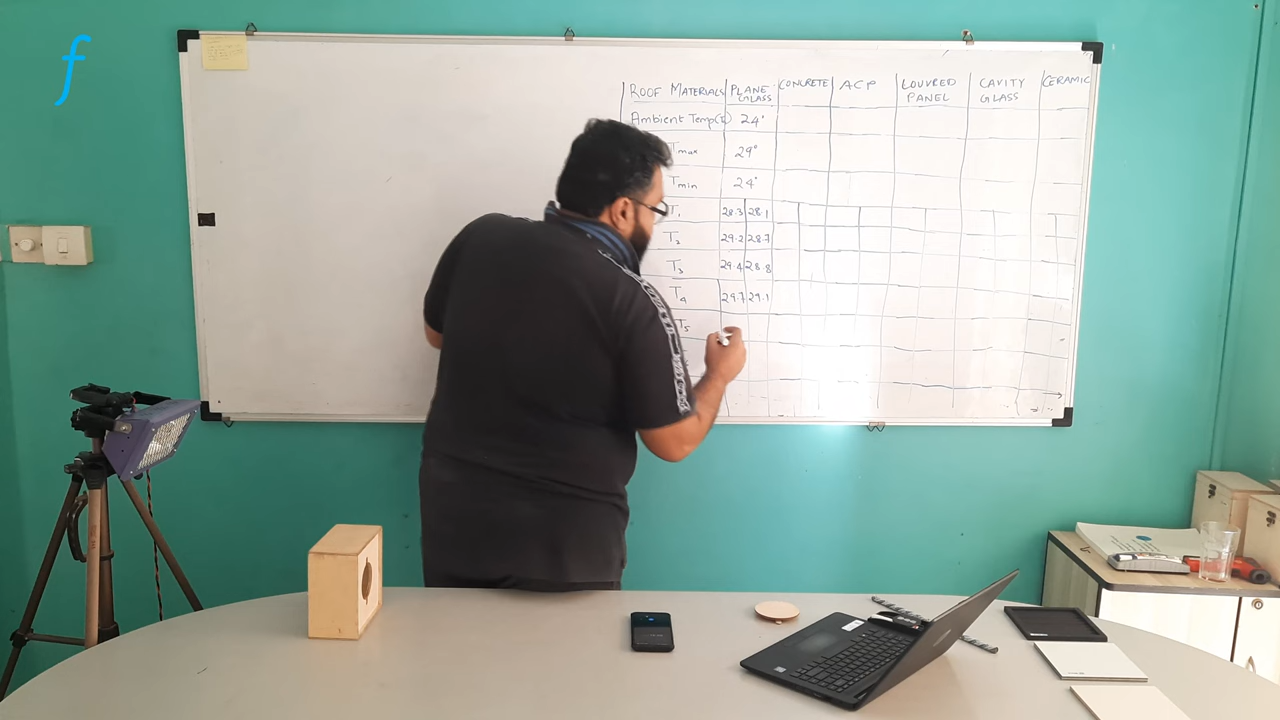 f
ROOF MATERIALS PLANE GLASS CONCRETE ACP LOUVRED PANEL CAVITY GLASS CERAMIC
Ambient Temp 24°
Tmax 29°
Tmin 24°
T1 28.3 28.1
T2 29.2 28.7
T3 29.4 28.8
T4 29.7 29.1
T5